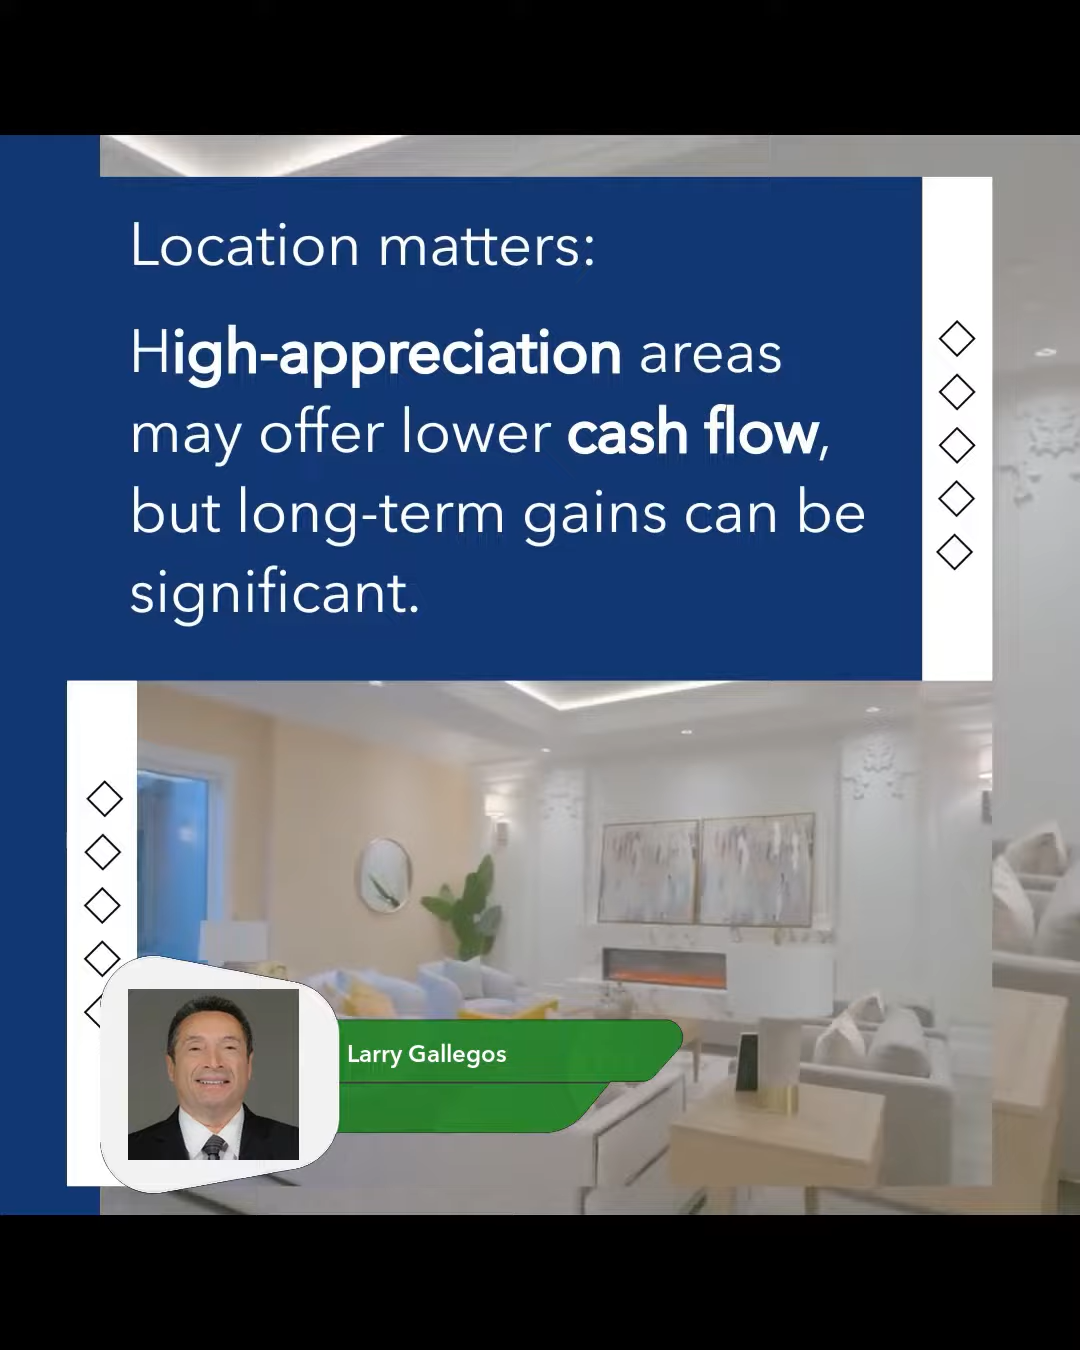 Location matters:
High-appreciation areas
may offer lower cash flow,
but long-term gains can be
significant.
Larry Gallegos